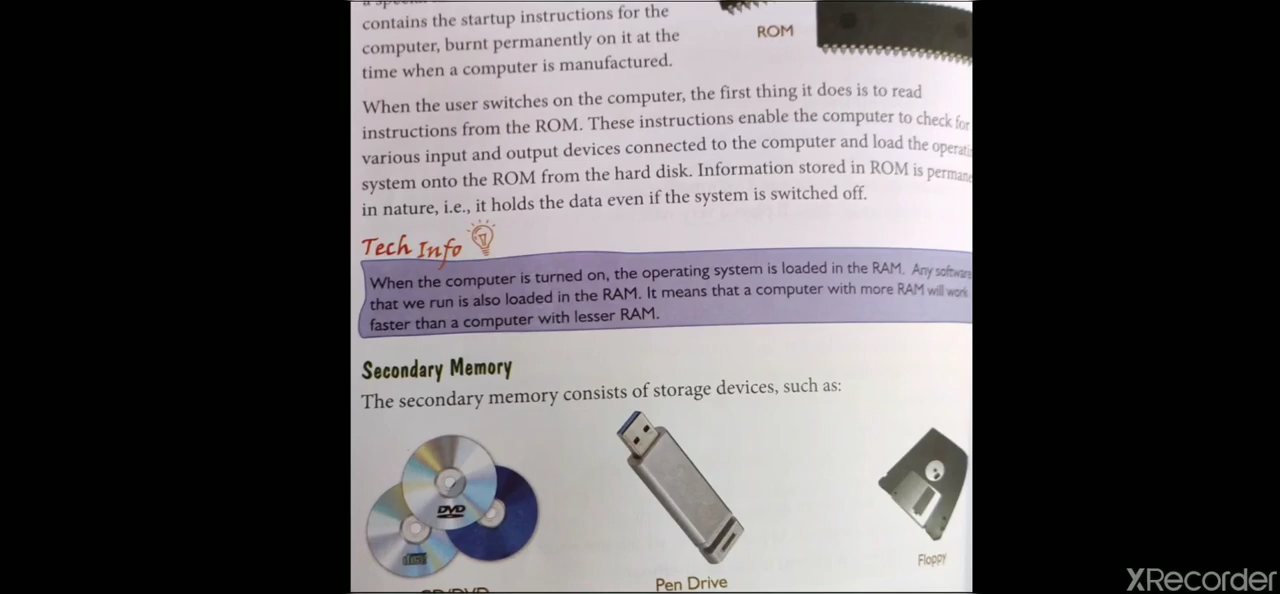 contains the startup instructions for the
ROM
computer, burnt permanently on it at the
time when a computer is manufactured.
When the user switches on the computer, the first thing it does is to read
instructions from the ROM. These instructions enable the computer to check for
various input and output devices connected to the computer and load the
system onto the ROM from the hard disk. Information stored in ROM is
in nature, i.e., it holds the data even if the system is switched off.
Tech Info
When the computer is turned on, the operating system is loaded in the RAM. Any software
that we run is also loaded in the RAM. It means that a computer with more RAM will work
faster than a computer with lesser RAM.
Secondary Memory
The secondary memory consists of storage devices, such as:
DVD
Floppy
Pen Drive
CD/DVD
XRecorder